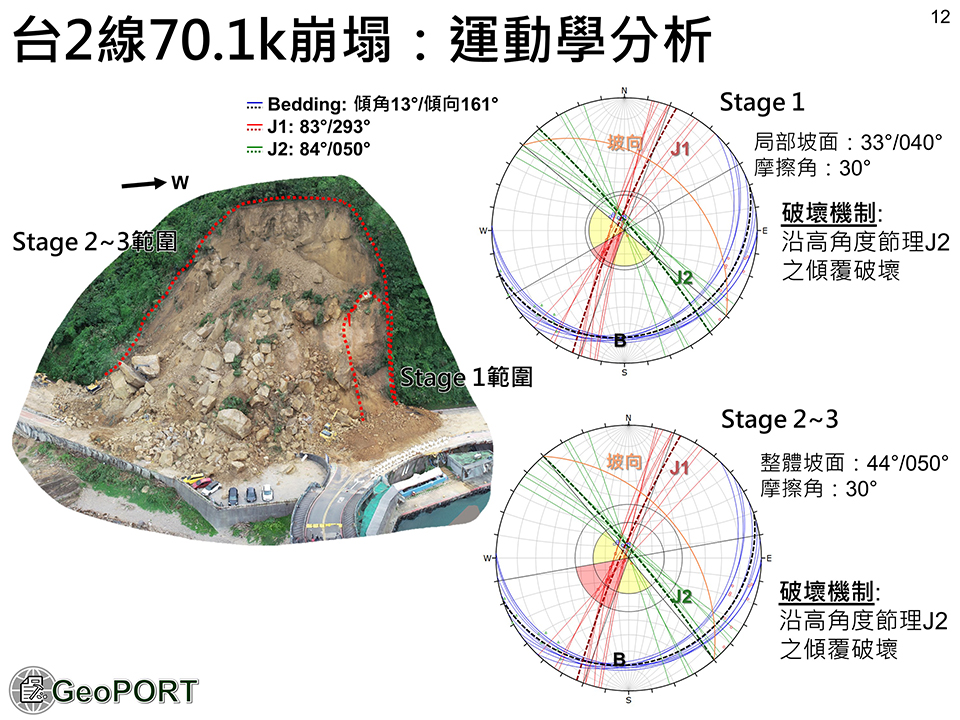 12
台2線70.1k崩塌：運動學分析
Bedding: 傾角13°/傾向161°
J1: 83°/293°
J2: 84°/050°
W
Stage 2~3範圍
Stage 1範圍
Stage 1
N
W
E
S
坡向
J1
J2
B
局部坡面：33°/040°
摩擦角：30°
破壞機制:
沿高角度節理J2
之傾覆破壞
Stage 2~3
N
W
E
S
坡向
J1
J2
B
整體坡面：44°/050°
摩擦角：30°
破壞機制:
沿高角度節理J2
之傾覆破壞
GeoPORT